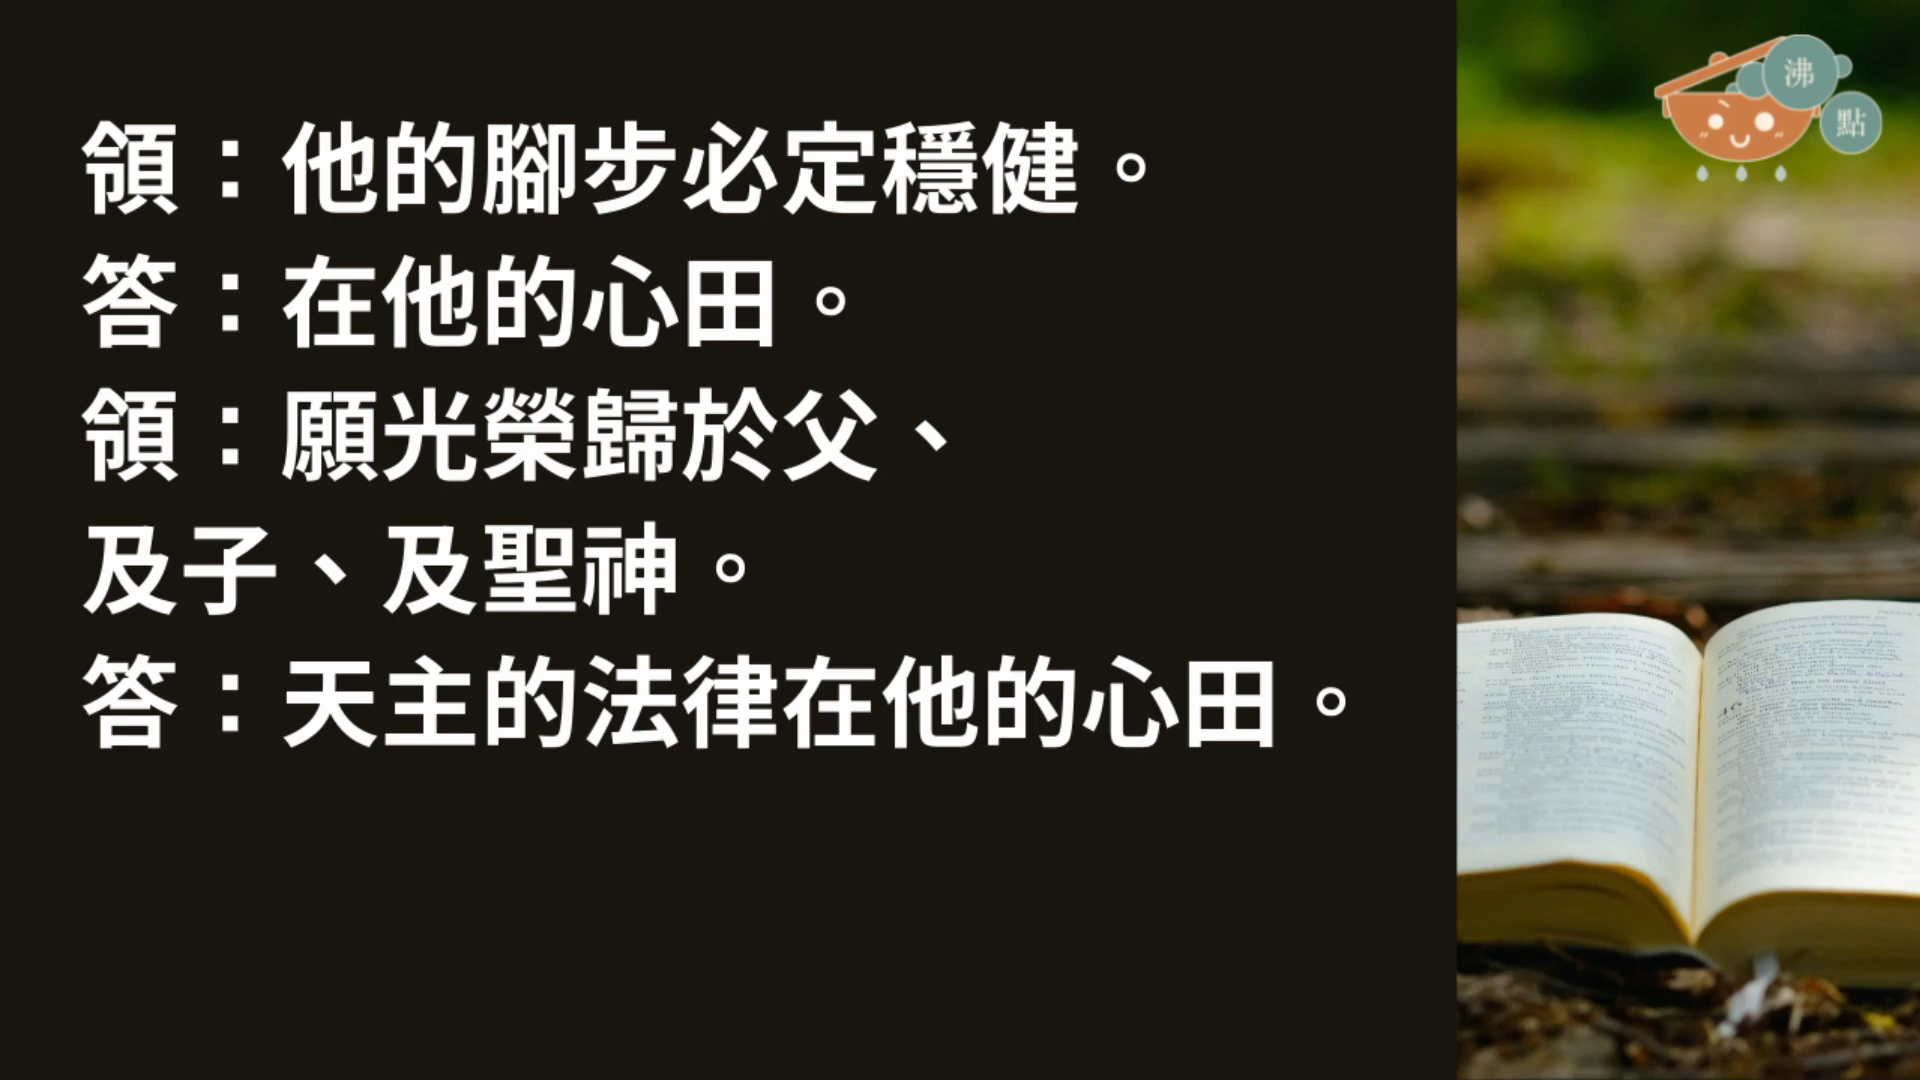 領：他的腳步必定穩健。
答：在他的心田。
領：願光榮歸於父、
及子、及聖神。
答：天主的法律在他的心田。
沸
點